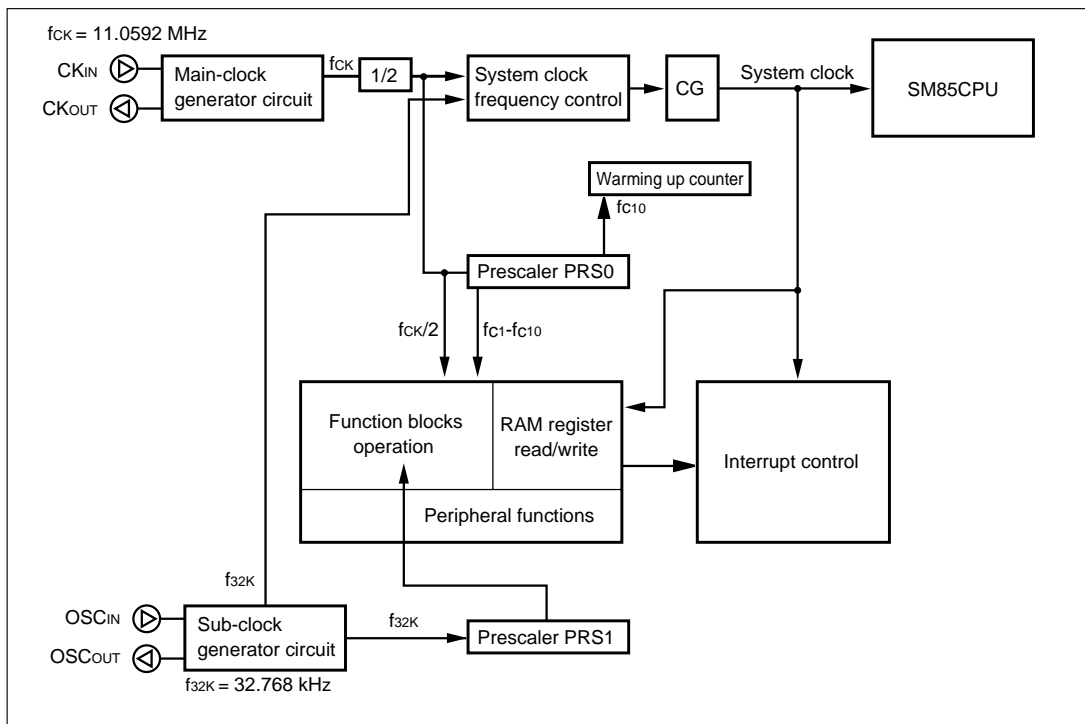 fCK = 11.0592 MHz
CKIN
CKOUT
Main-clock
generator circuit
fCK
1/2
System clock
frequency control
CG
System clock
SM85CPU
Warming up counter
fC10
Prescaler PRS0
fCK/2
fC1-fC10
Function blocks
operation
RAM register
read/write
Peripheral functions
Interrupt control
f32K
OSCIN
OSCOUT
Sub-clock
generator circuit
f32K
Prescaler PRS1
f32K = 32.768 kHz